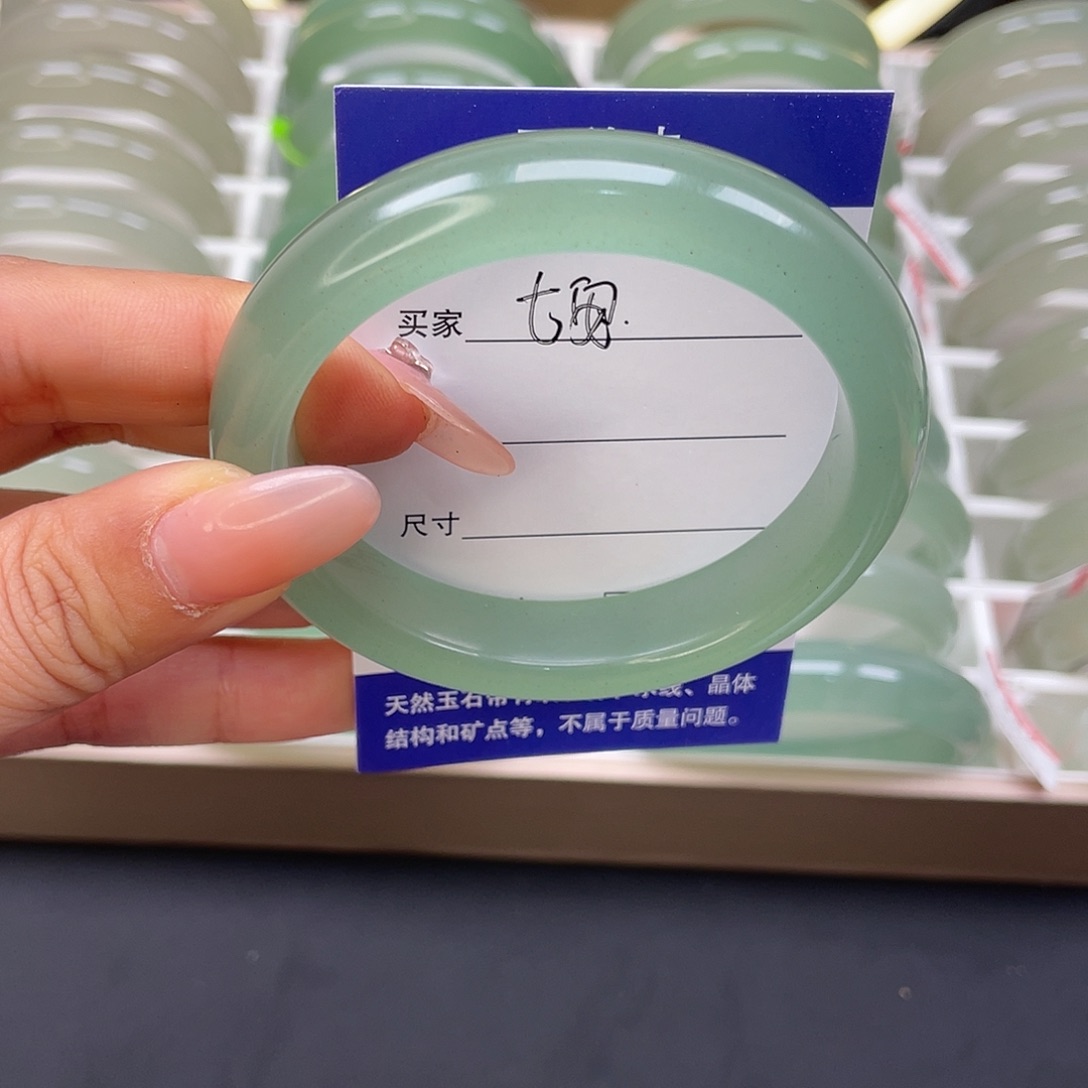 买家
尺寸
天然玉石带
线、晶体
结构和矿点等，不属于质量问题。